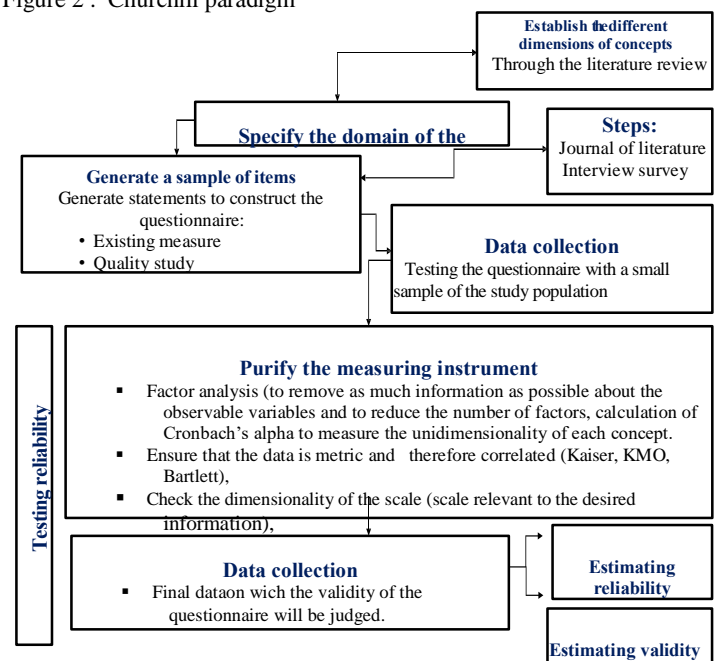 Figure 2 : Churchill paradigm
Establish thedifferent
dimensions of concepts
Through the literature review
Specify the domain of the
Steps:
Journal of literature
Interview survey
Generate a sample of items
Generate statements to construct the
questionnaire:
• Existing measure
• Quality study
Data collection
Testing the questionnaire with a small
sample of the study population
Testing reliability
Purify the measuring instrument
▪ Factor analysis (to remove as much information as possible about the
observable variables and to reduce the number of factors, calculation of
Cronbach’s alpha to measure the unidimensionality of each concept.
▪ Ensure that the data is metric and therefore correlated (Kaiser, KMO,
Bartlett),
▪ Check the dimensionality of the scale (scale relevant to the desired
information),
Data collection
▪ Final dataon wich the validity of the
questionnaire will be judged.
Estimating
reliability
Estimating validity